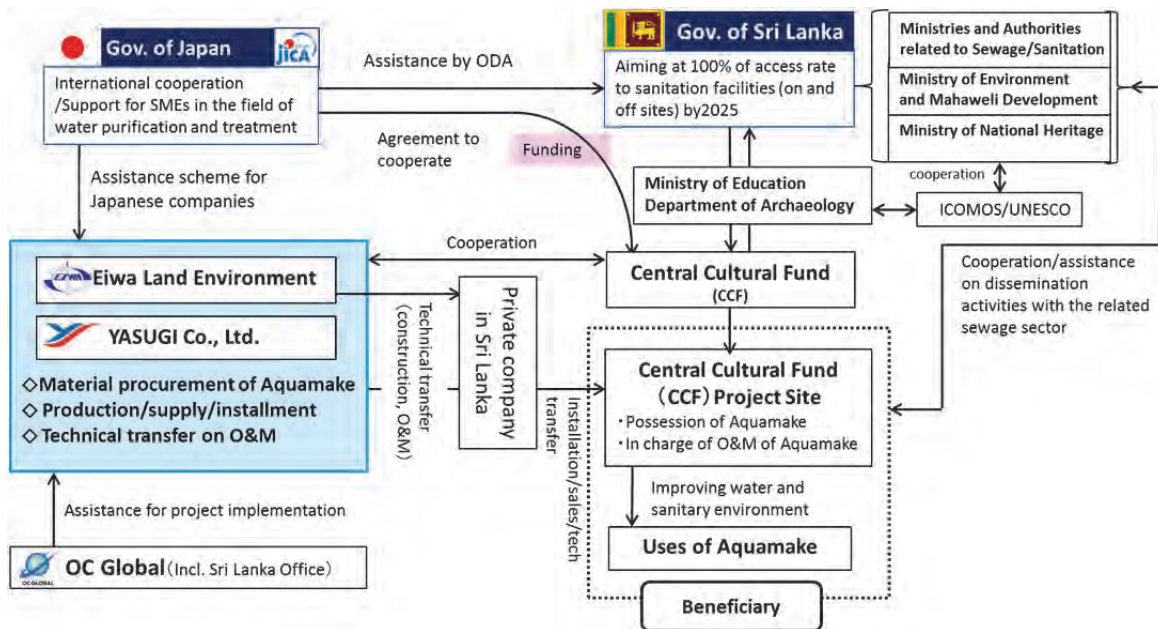 Gov. of Japan
JICA
International cooperation
/Support for SMEs in the field of
water purification and treatment
Assistance by ODA
Gov. of Sri Lanka
Aiming at 100% of access rate
to sanitation facilities (on and
off sites) by2025
Ministries and Authorities
related to Sewage/Sanitation
Ministry of Environment
and Mahaweli Development
Ministry of National Heritage
Agreement to
cooperate
Funding
Assistance scheme for
Japanese companies
Ministry of Education
Department of Archaeology
cooperation
ICOMOS/UNESCO
Cooperation
EIWA
Eiwa Land Environment
YASUGI Co., Ltd.
◇Material procurement of Aquamake
◇Production/supply/installment
◇Technical transfer on O&M
Technical transfer
(construction, O&M)
Private company
in Sri Lanka
Installation/sales/tech
transfer
Central Cultural Fund
(CCF)
Cooperation/assistance
on dissemination
activities with the related
sewage sector
Central Cultural Fund
(CCF) Project Site
・Possession of Aquamake
・In charge of O&M of Aquamake
Improving water and
sanitary environment
Uses of Aquamake
Beneficiary
Assistance for project implementation
OC GLOBAL
OC Global (Incl. Sri Lanka Office)